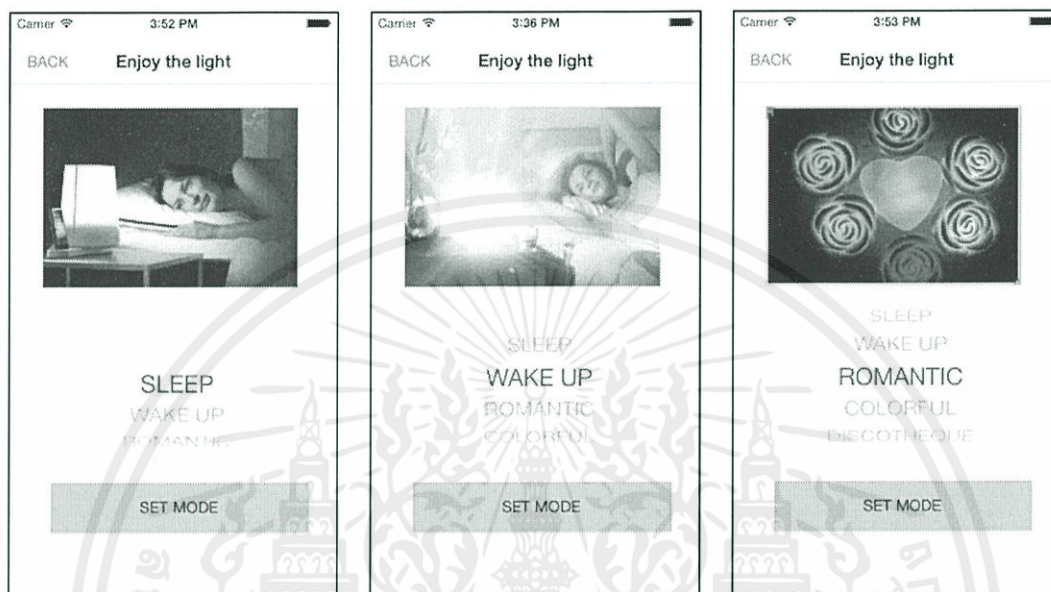 Carrier 3:52 PM
BACK Enjoy the light
SLEEP
WAKE UP
ROMANTIC
SET MODE
Carrier 3:36 PM
BACK Enjoy the light
SLEEP
WAKE UP
ROMANTIC
COLORFUL
SET MODE
Carrier 3:53 PM
BACK Enjoy the light
SLEEP
WAKE UP
ROMANTIC
COLORFUL
DISCOTHEQUE
SET MODE